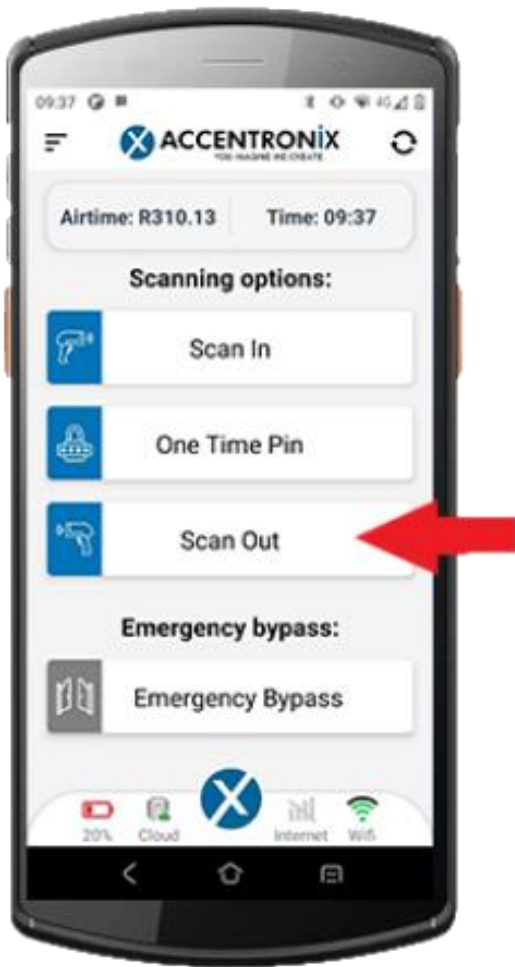 09:37
4G
ACCENTRONIX
YOU IMAGINE WE CREATE
Airtime: R310.13
Time: 09:37
Scanning options:
Scan In
One Time Pin
Scan Out
Emergency bypass:
Emergency Bypass
20%
Cloud
Internet
Wifi